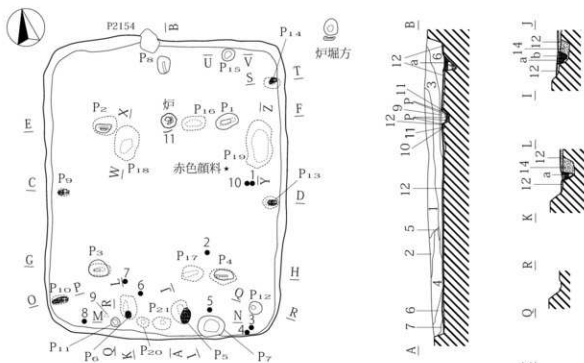 P2154
B
炉堀方
P8
U
V
P15
P14
S
T
E
P2
X
炉
P16
P1
Z
F
11
P18
W
P19
赤色顔料
1
10
Y
C
P9
D
P13
2
G
P3
P17
P4
H
7
L
6
J
Q
O
P10
P
R
9
8
M
5
P12
N
3
4
R
P11
P6
Q
K
P20
P21
A
I
P5
P7
B
12
a
6
3
11
9
P
12
P
11
10
12
1
5
2
4
6
7
A
J
12
14
a
b
12
I
L
12
14
a
12
K
R
Q